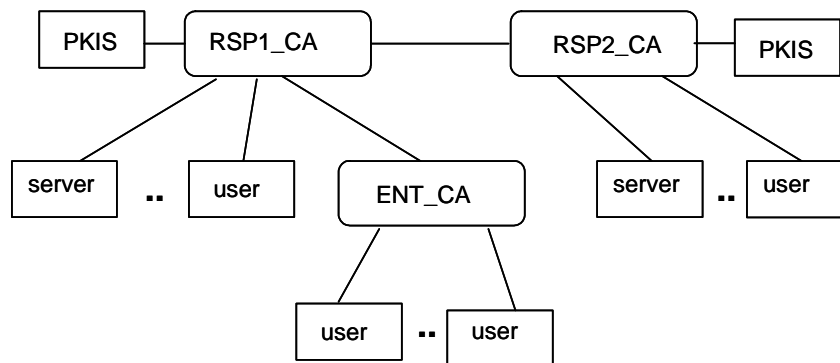 PKIS
RSP1_CA
RSP2_CA
PKIS
server
..
user
ENT_CA
server
..
user
user
..
user